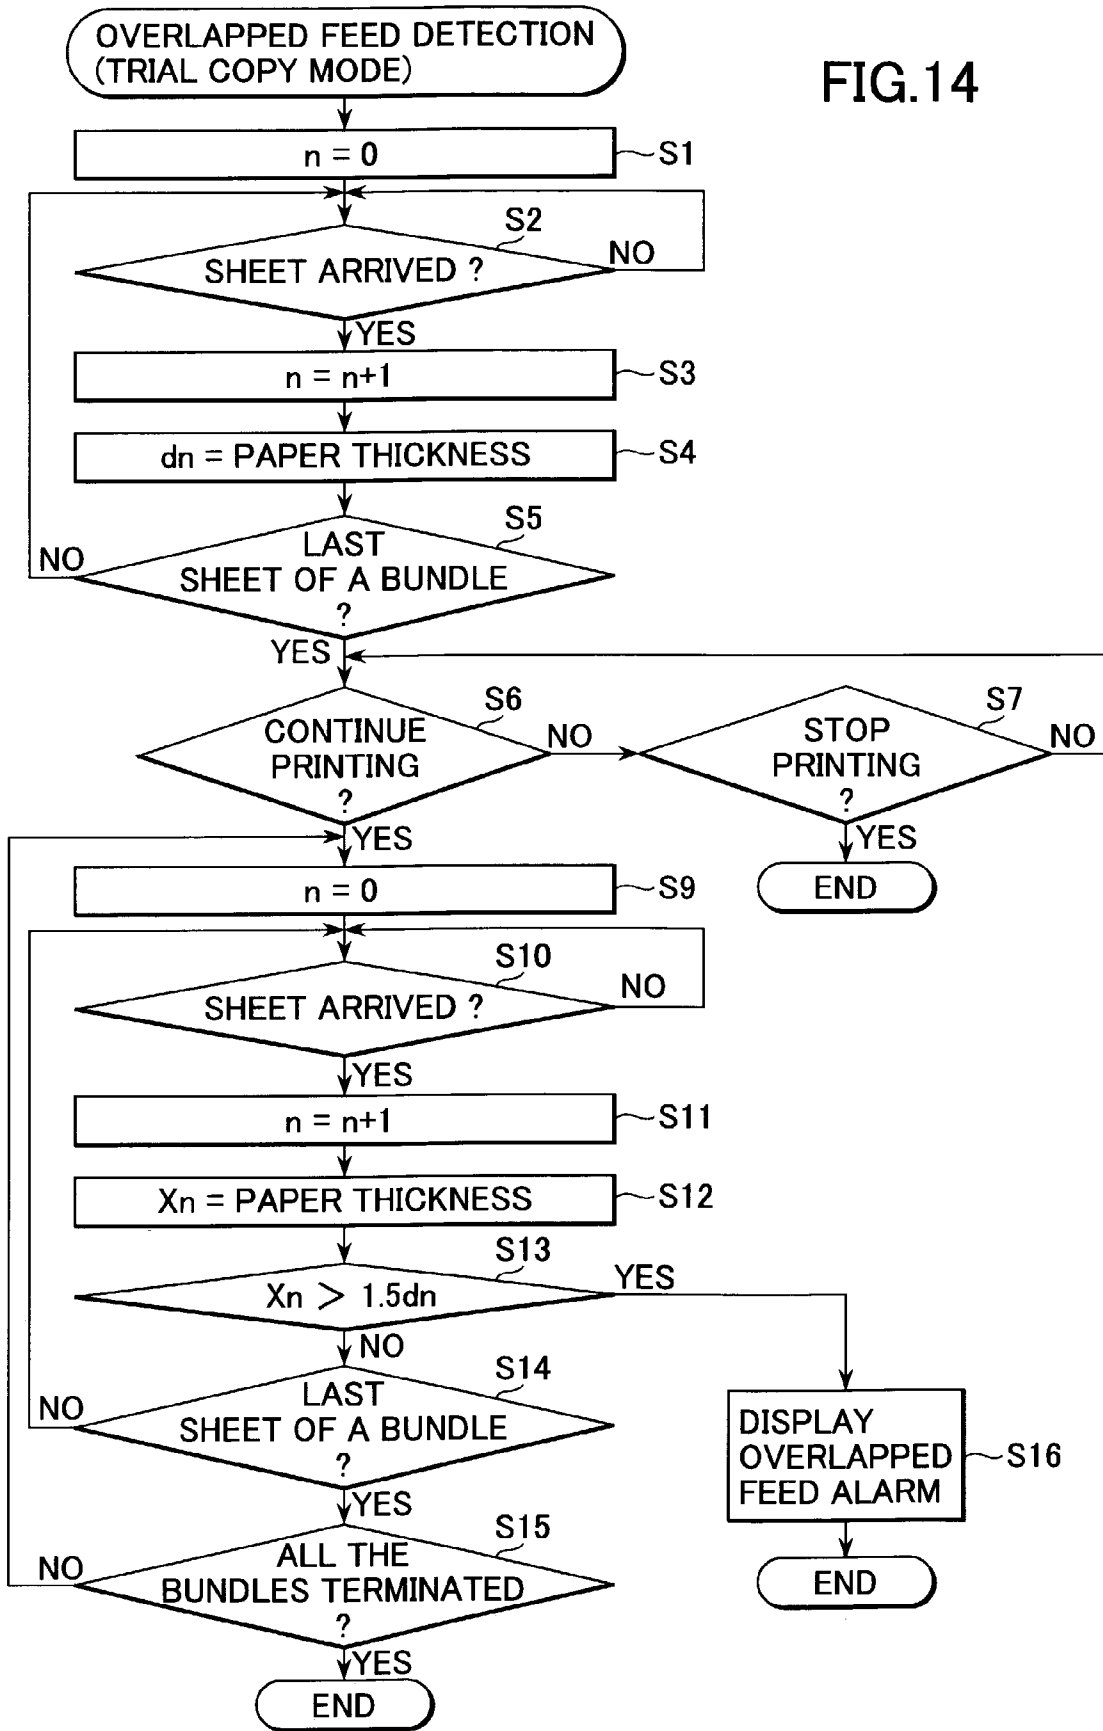 OVERLAPPED FEED DETECTION
(TRIAL COPY MODE)
FIG.14
n = 0
S1
S2
SHEET ARRIVED ?
NO
YES
n = n+1
S3
dn = PAPER THICKNESS
S4
S5
LAST
SHEET OF A BUNDLE
?
NO
YES
S6
CONTINUE
PRINTING
?
NO
YES
S7
STOP
PRINTING
?
NO
YES
END
n = 0
S9
S10
SHEET ARRIVED ?
NO
YES
n = n+1
S11
Xn = PAPER THICKNESS
S12
S13
Xn > 1.5dn
YES
NO
S14
LAST
SHEET OF A BUNDLE
?
NO
YES
DISPLAY
OVERLAPPED
FEED ALARM
S16
END
S15
ALL THE
BUNDLES TERMINATED
?
NO
YES
END